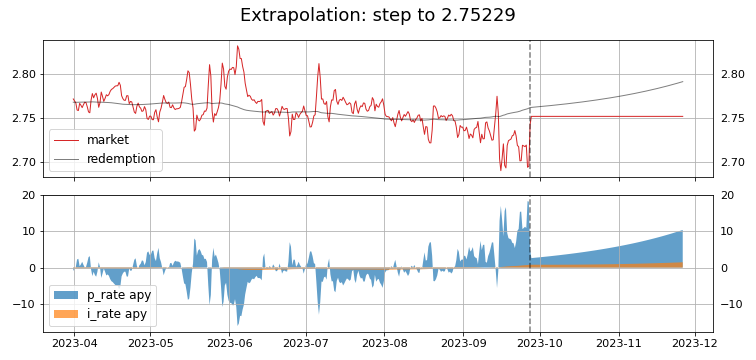 Extrapolation: step to 2.75229
2.80 2.80
2.75 2.75
2.70 2.70
market
redemption
20 20
10 10
0 0
−10 −10
p_rate apy
i_rate apy
2023-04 2023-05 2023-06 2023-07 2023-08 2023-09 2023-10 2023-11 2023-12